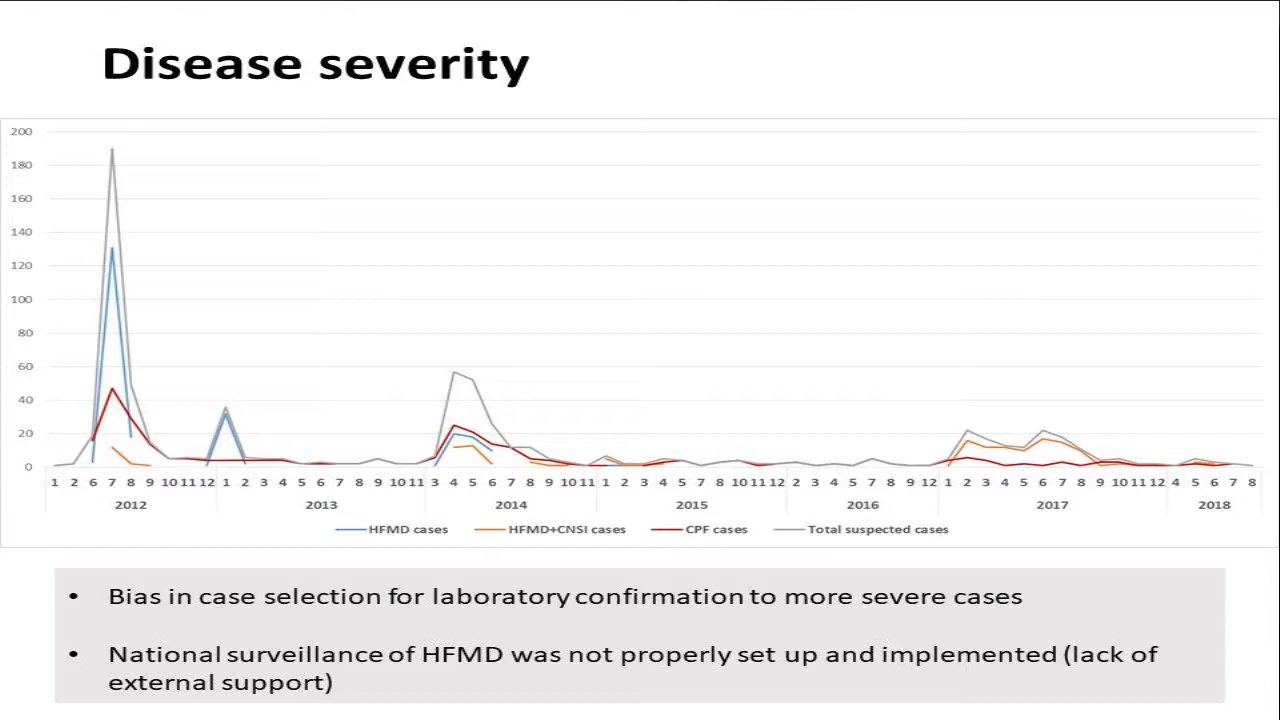 Disease severity
200
180
160
140
120
100
80
60
40
20
0
1 2 6 7 8 9 10 11 12 1 2 3 4 5 6 7 8 9 10 11 3 4 5 6 7 8 9 10 11 1 2 3 4 5 7 8 9 11 12 2 3 4 5 6 7 8 9 12 1 2 3 4 5 6 7 8 9 10 11 12 4 5 6 7 8
2012 2013 2014 2015 2016 2017 2018
HFMD cases HFMD+CNSI cases CPF cases Total suspected cases
• Bias in case selection for laboratory confirmation to more severe cases
• National surveillance of HFMD was not properly set up and implemented (lack of
external support)